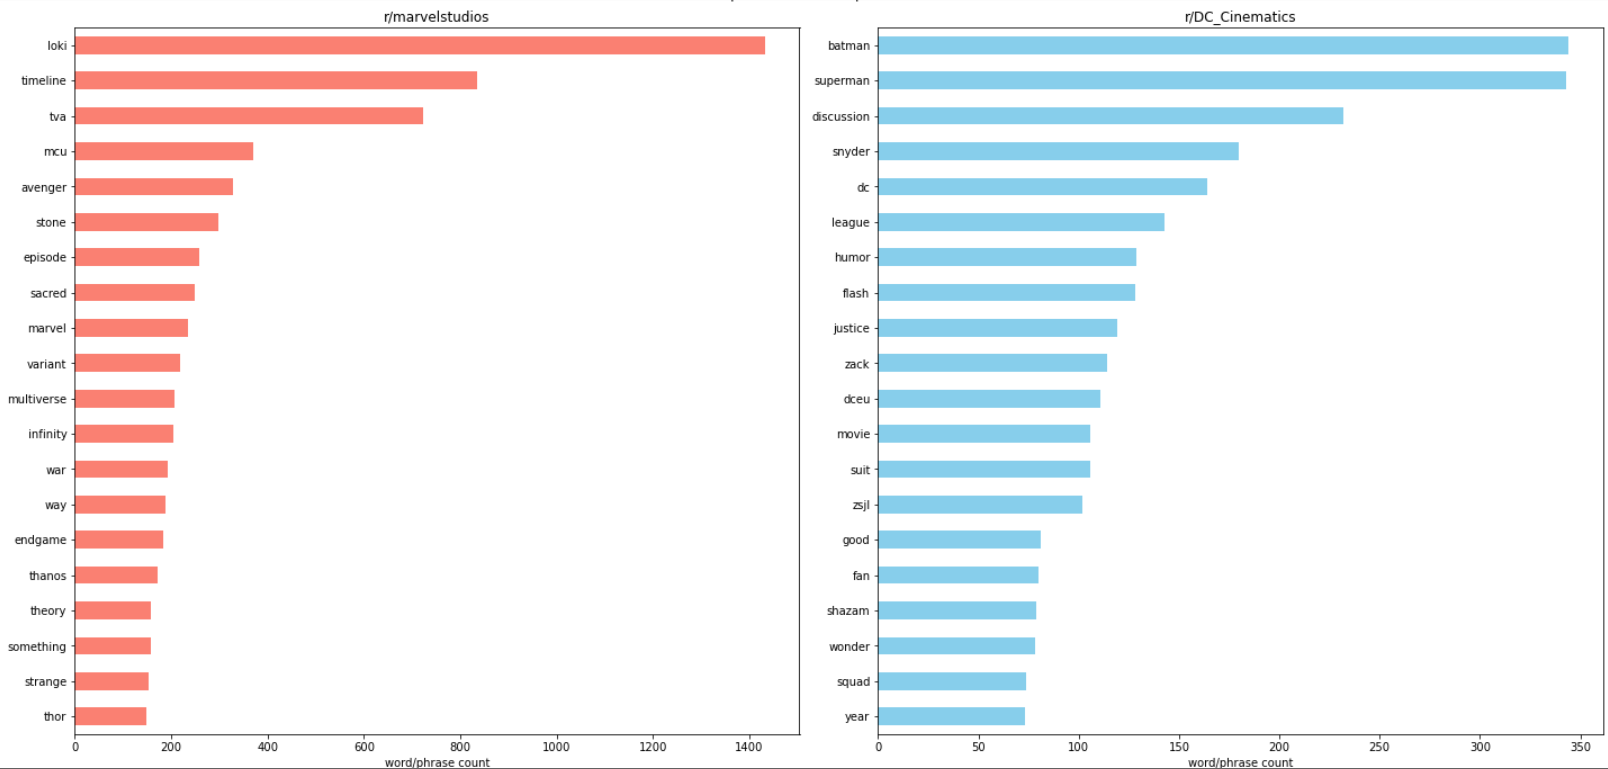 r/marvelstudios
loki
timeline
tva
mcu
avenger
stone
episode
sacred
marvel
variant
multiverse
infinity
war
way
endgame
thanos
theory
something
strange
thor
0 200 400 600 800 1000 1200 1400
word/phrase count
r/DC_Cinematics
batman
superman
discussion
snyder
dc
league
humor
flash
justice
zack
dceu
movie
suit
zsjl
good
fan
shazam
wonder
squad
year
0 50 100 150 200 250 300 350
word/phrase count